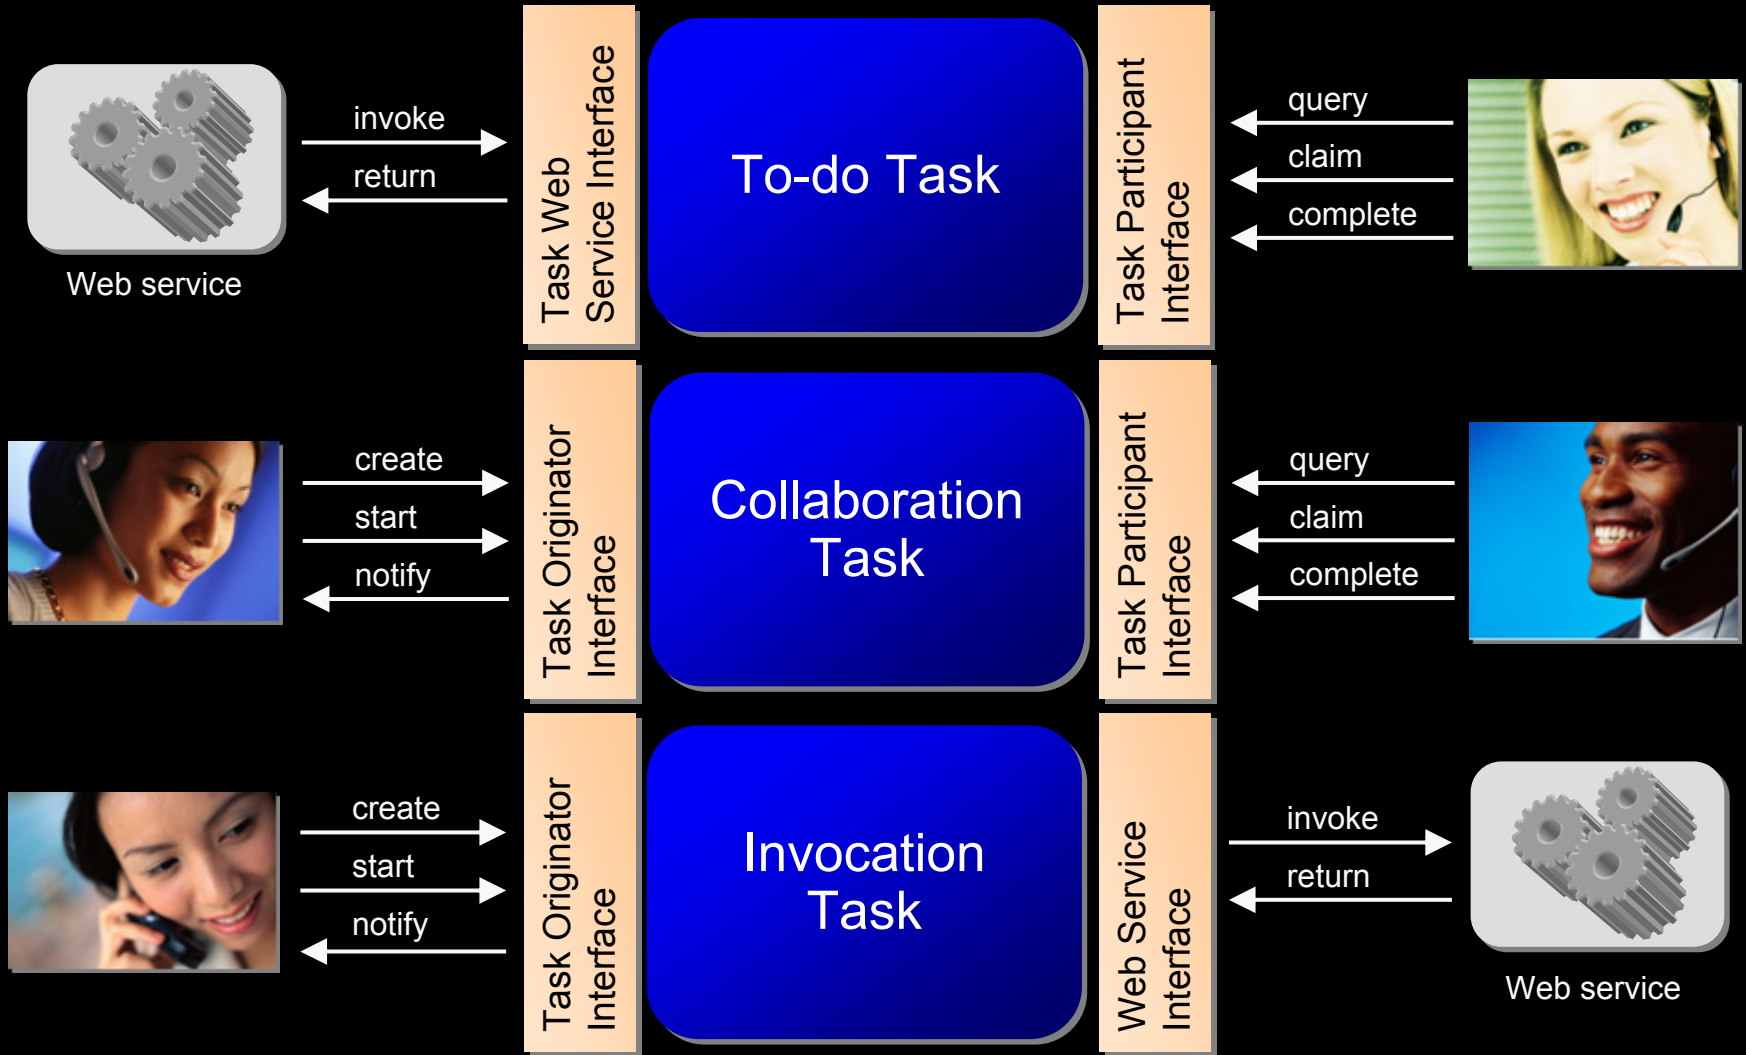 invoke
return
Web service
Task Web
Service Interface
To-do Task
Task Participant
Interface
query
claim
complete
create
start
notify
Task Originator
Interface
Collaboration
Task
Task Participant
Interface
query
claim
complete
create
start
notify
Task Originator
Interface
Invocation
Task
Web Service
Interface
invoke
return
Web service